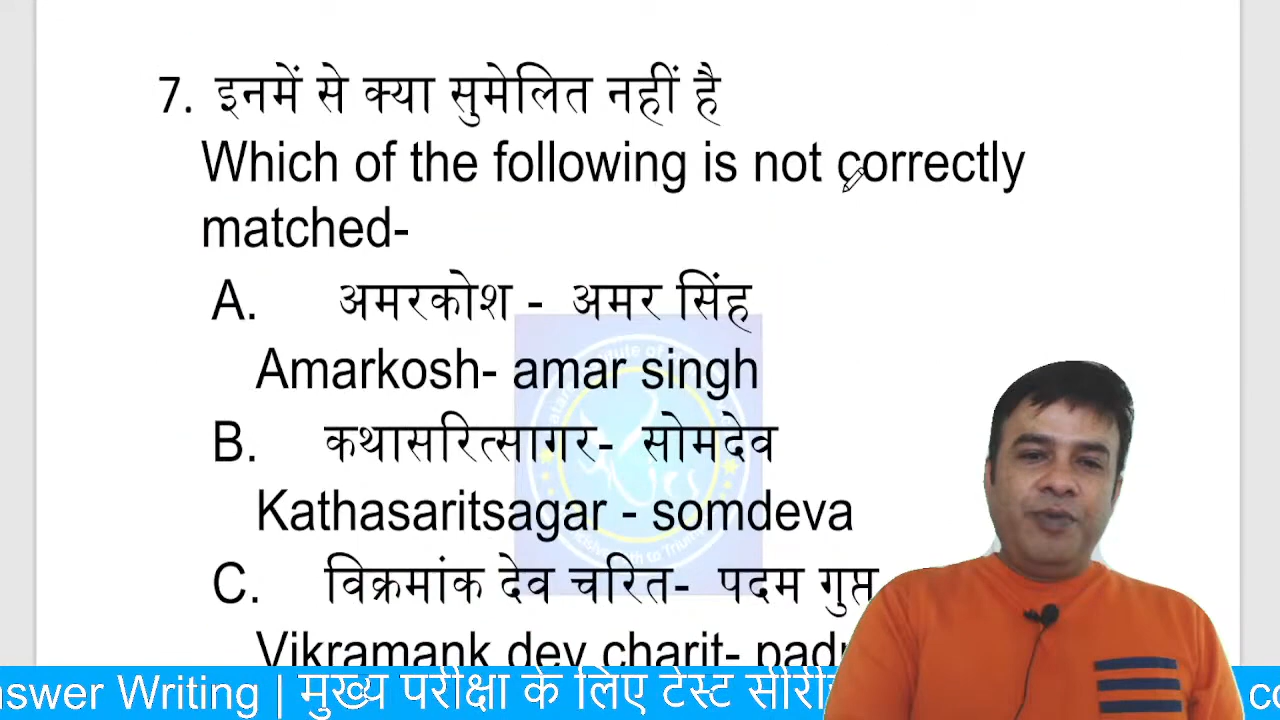 7. इनमें से क्या सुमेलित नहीं है
Which of the following is not correctly
matched-
A. अमरकोश - अमर सिंह
Amarkosh- amar singh
B. कथासरित्सागर- सोमदेव
Kathasaritsagar - somdeva
C. विक्रमांक देव चरित- पदम गुप्त
Vikramank dev charit-
Writing | मुख्य परीक्षा के लिए टेस्ट